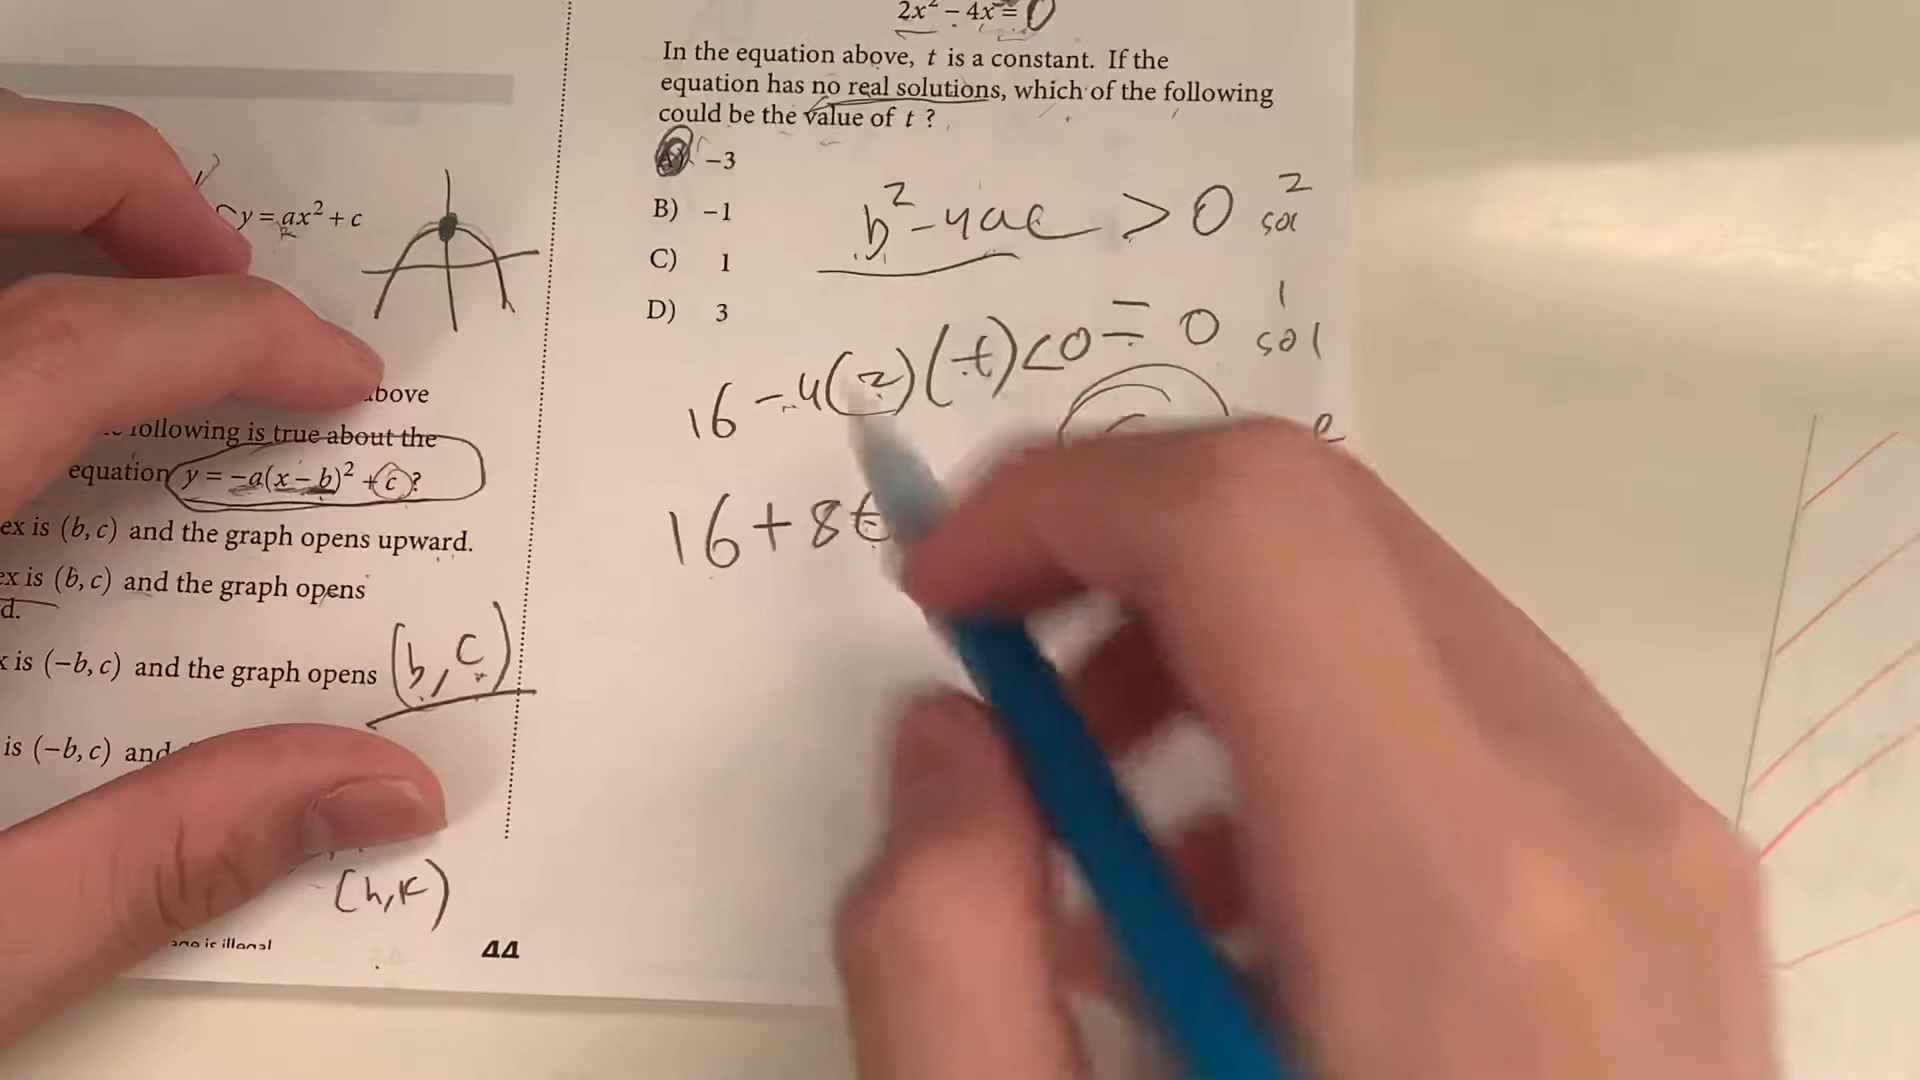 y = ax² + c
above
following is true about the
equation y = -a(x - b)² + c ?
ex is (b, c) and the graph opens upward.
ex is (b, c) and the graph opens
d.
x is (-b, c) and the graph opens
(b, c)
is (-b, c) and
(h, k)
is illegal
44
2x² - 4x = 0
In the equation above, t is a constant. If the
equation has no real solutions, which of the following
could be the value of t ?
A) -3
B) -1
C) 1
D) 3
b² - 4ac > 0 2 sol
= 0 1 sol
16 - 4(2)(-t) < 0
16 + 8t